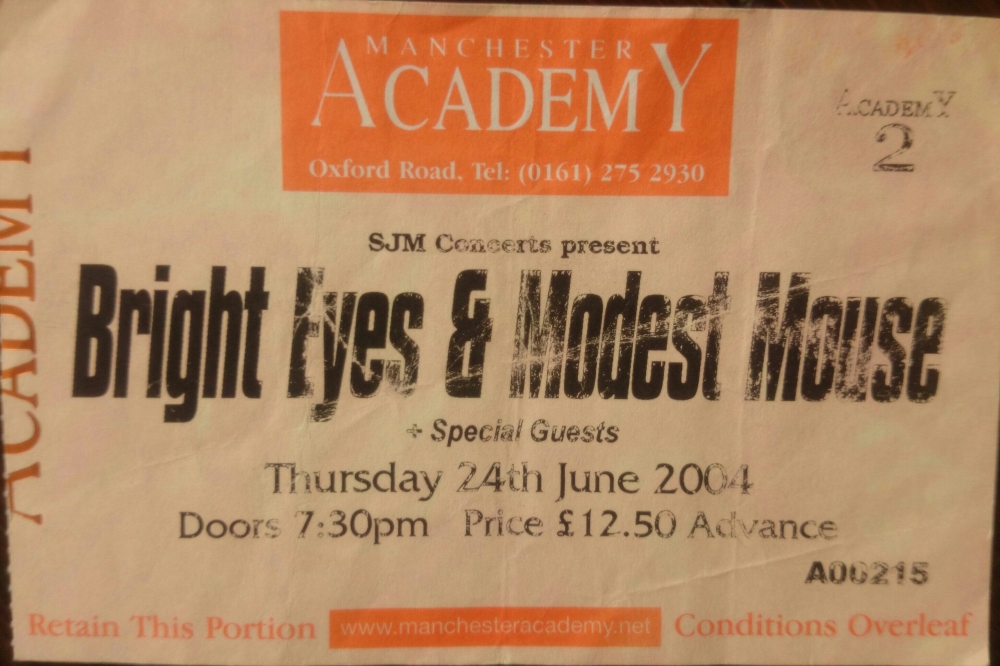 MANCHESTER
ACADEMY
Oxford Road, Tel: (0161) 275 2930
ACADEMY
2
ACADEMY
SJM Concerts present
Bright Eyes & Modest Mouse
+ Special Guests
Thursday 24th June 2004
Doors 7:30pm Price £12.50 Advance
A00215
Retain This Portion www.manchesteracademy.net Conditions Overleaf